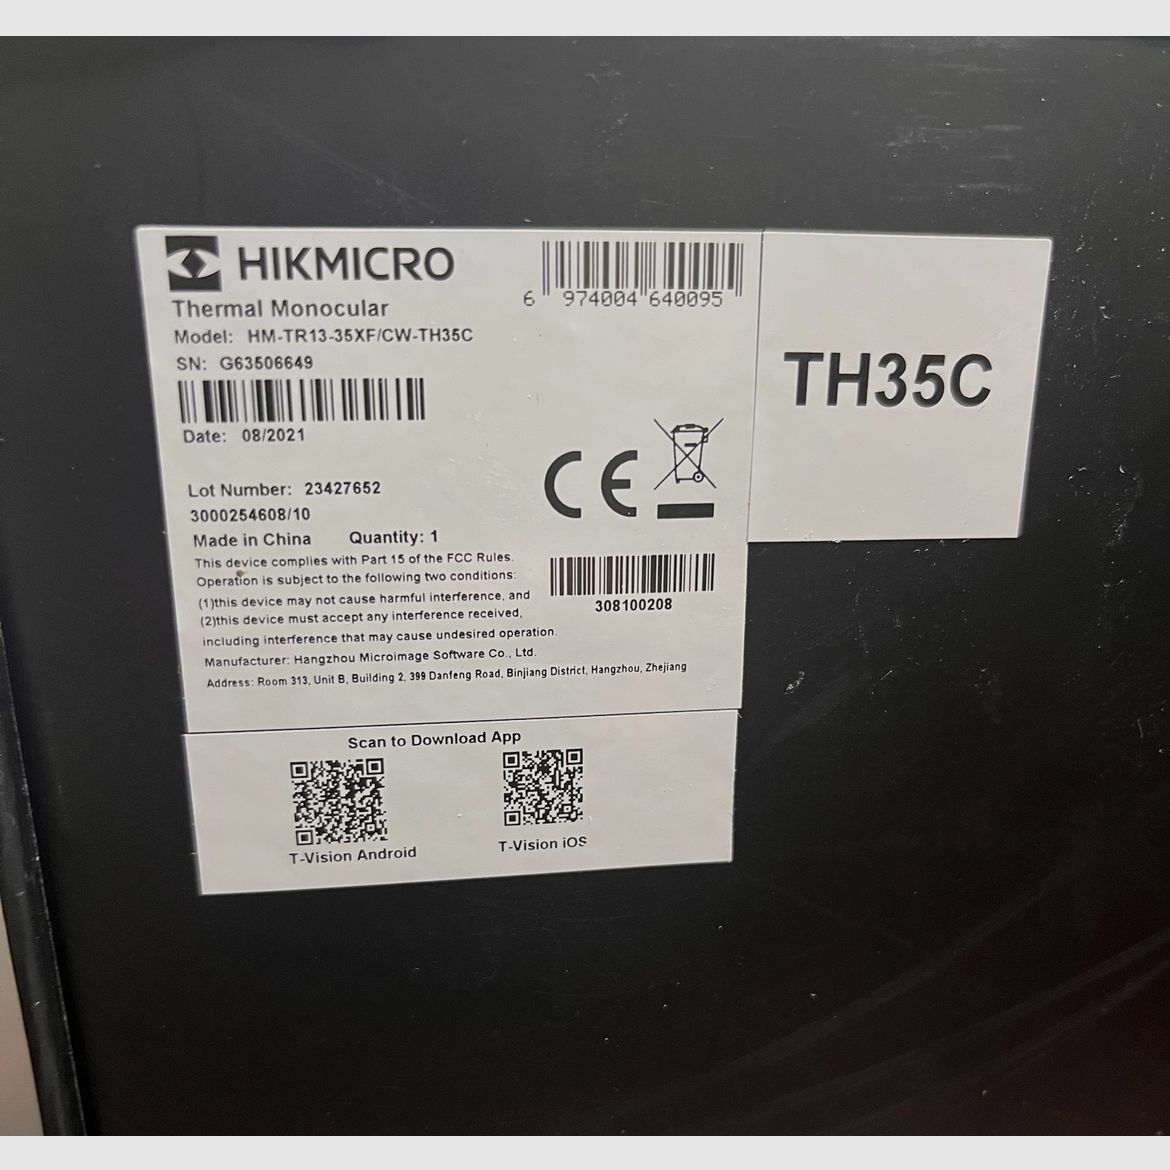 HIKMICRO
Thermal Monocular
Model: HM-TR13-35XF/CW-TH35C
SN: G63506649
Date: 08/2021
6 974004 640095
TH35C
CE
Lot Number: 23427652
3000254608/10
Made in China Quantity: 1
This device complies with Part 15 of the FCC Rules.
Operation is subject to the following two conditions:
(1)this device may not cause harmful interference, and
(2)this device must accept any interference received,
including interference that may cause undesired operation.
308100208
Manufacturer: Hangzhou Microimage Software Co., Ltd.
Address: Room 313, Unit B, Building 2, 399 Danfeng Road, Binjiang District, Hangzhou, Zhejiang
Scan to Download App
T-Vision Android
T-Vision iOS